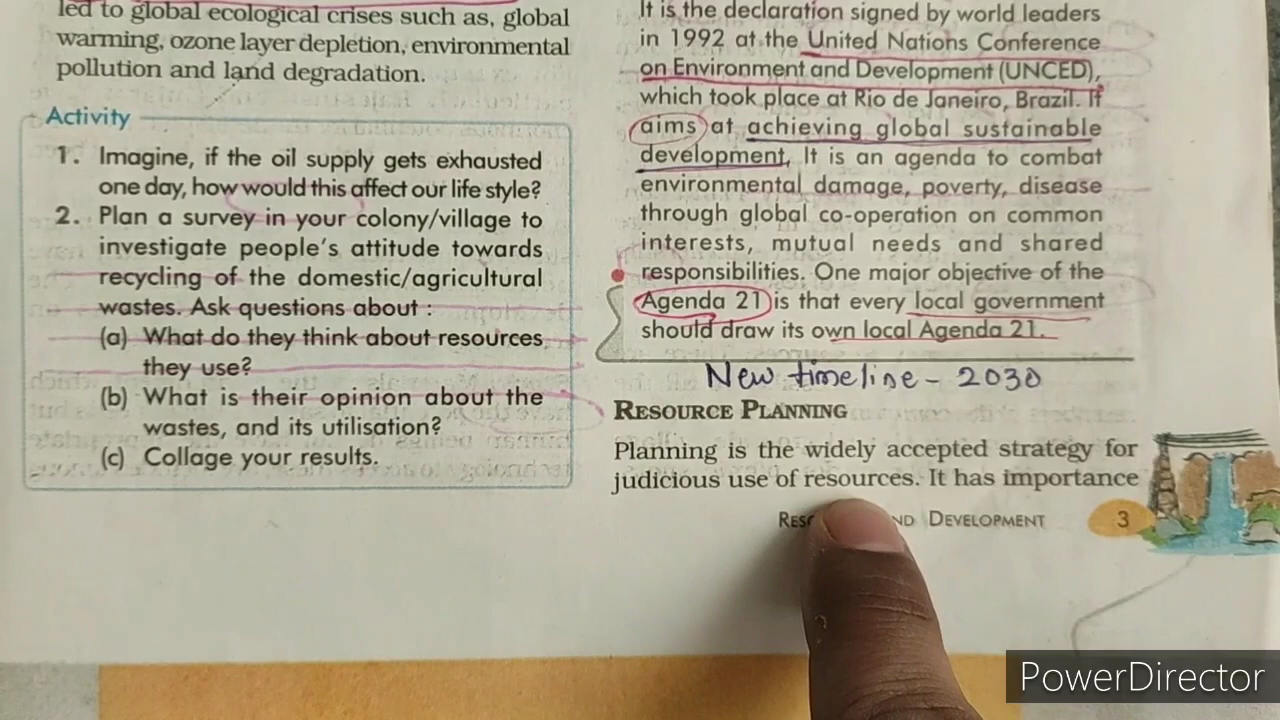 led to global ecological crises such as, global
warming, ozone layer depletion, environmental
pollution and land degradation.
Activity
1. Imagine, if the oil supply gets exhausted
one day, how would this affect our life style?
2. Plan a survey in your colony/village to
investigate people's attitude towards
recycling of the domestic/agricultural
wastes. Ask questions about :
(a) What do they think about resources
they use?
(b) What is their opinion about the
wastes, and its utilisation?
(c) Collage your results.
It is the declaration signed by world leaders
in 1992 at the United Nations Conference
on Environment and Development (UNCED),
which took place at Rio de Janeiro, Brazil. It
aims at achieving global sustainable
development. It is an agenda to combat
environmental damage, poverty, disease
through global co-operation on common
interests, mutual needs and shared
responsibilities. One major objective of the
Agenda 21 is that every local government
should draw its own local Agenda 21.
New timeline - 2030
RESOURCE PLANNING
Planning is the widely accepted strategy for
judicious use of resources. It has importance
DEVELOPMENT 3
PowerDirector